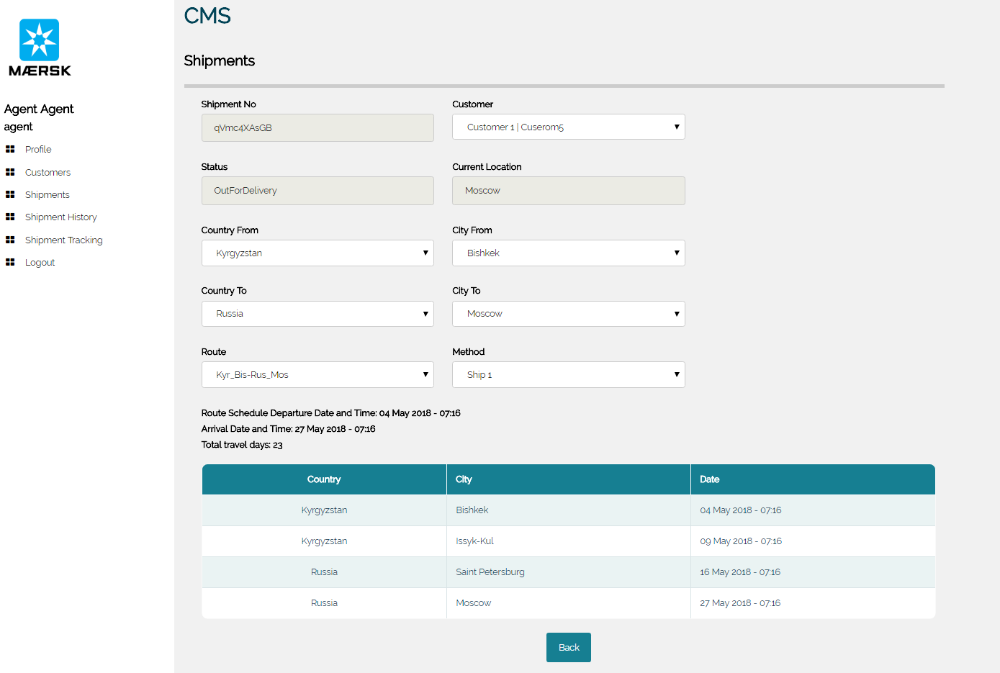 CMS
MÆRSK
Shipments
Agent Agent
agent
Profile
Customers
Shipments
Shipment History
Shipment Tracking
Logout
Shipment No Customer
qVmc4XAsGB Customer 1 | Cuserom5
Status Current Location
OutForDelivery Moscow
Country From City From
Kyrgyzstan Bishkek
Country To City To
Russia Moscow
Route Method
Kyr_Bis-Rus_Mos Ship 1
Route Schedule Departure Date and Time: 04 May 2018 - 07:16
Arrival Date and Time: 27 May 2018 - 07:16
Total travel days: 23
Country City Date
Kyrgyzstan Bishkek 04 May 2018 - 07:16
Kyrgyzstan Issyk-Kul 09 May 2018 - 07:16
Russia Saint Petersburg 16 May 2018 - 07:16
Russia Moscow 27 May 2018 - 07:16
Back